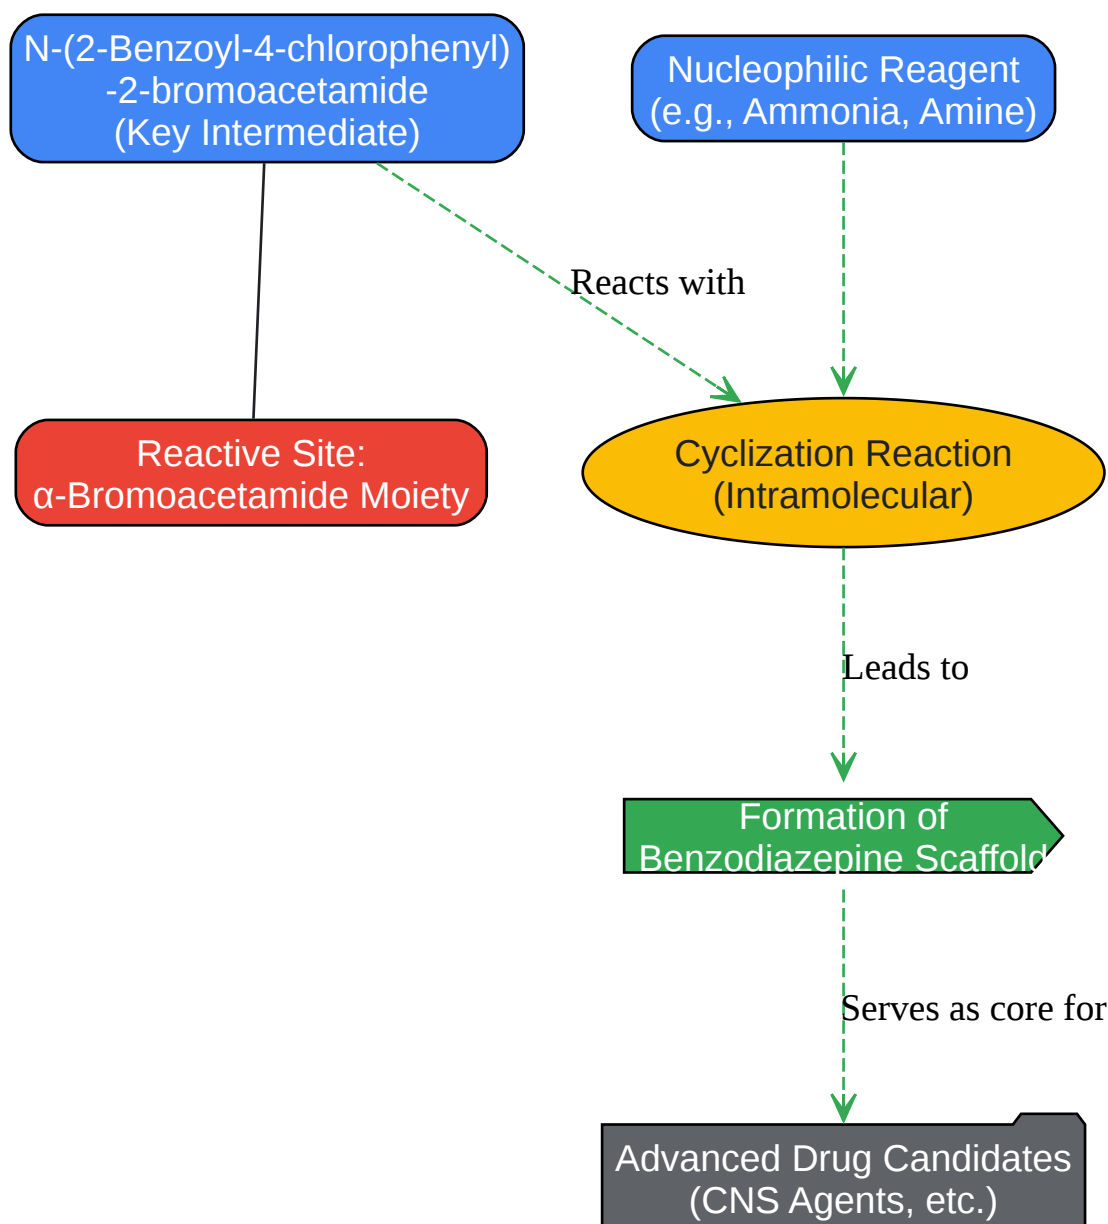 N-(2-Benzoyl-4-chlorophenyl)
-2-bromoacetamide
(Key Intermediate)
Nucleophilic Reagent
(e.g., Ammonia, Amine)
Reacts with
Reactive Site:
α-Bromoacetamide Moiety
Cyclization Reaction
(Intramolecular)
Leads to
Formation of
Benzodiazepine Scaffold
Serves as core for
Advanced Drug Candidates
(CNS Agents, etc.)